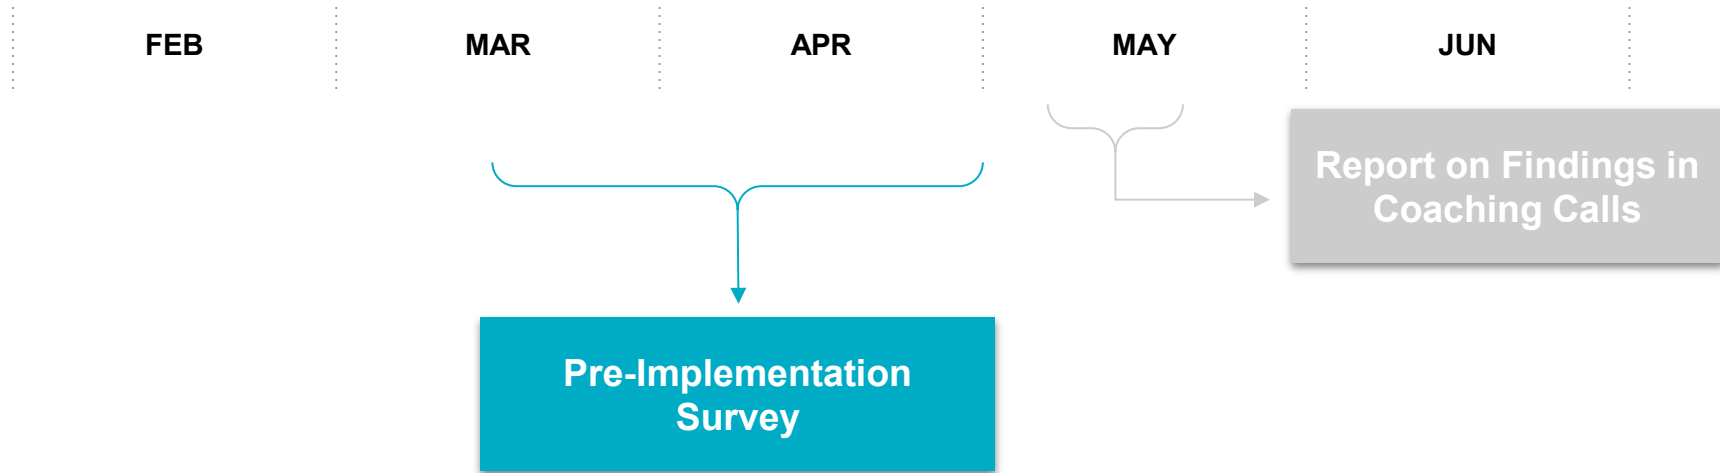 FEB MAR APR MAY JUN
Report on Findings in
Coaching Calls
Pre-Implementation
Survey